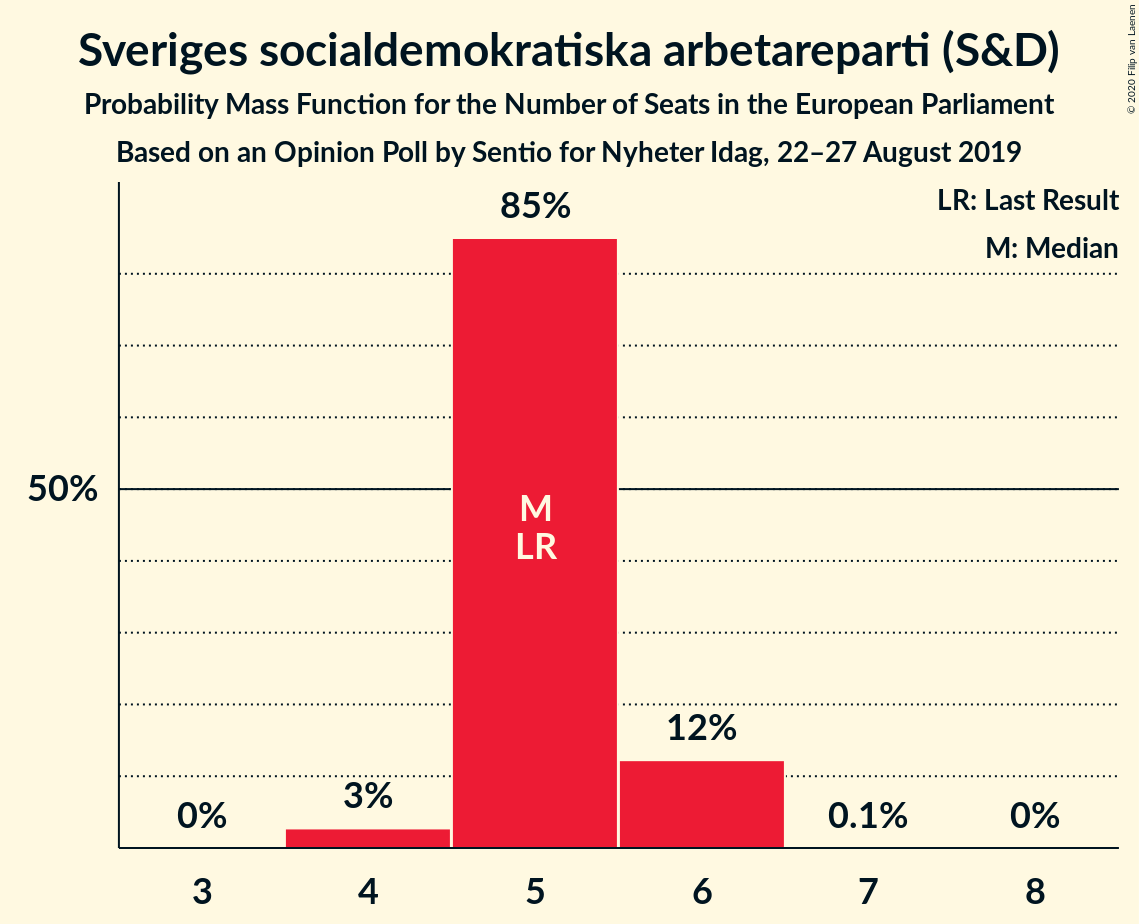 Sveriges socialdemokratiska arbetareparti (S&D)
Probability Mass Function for the Number of Seats in the European Parliament
Based on an Opinion Poll by Sentio for Nyheter Idag, 22–27 August 2019
© 2020 Filip van Laenen
LR: Last Result
M: Median
85%
50%
M
LR
12%
3%
0%
0.1%
0%
3 4 5 6 7 8